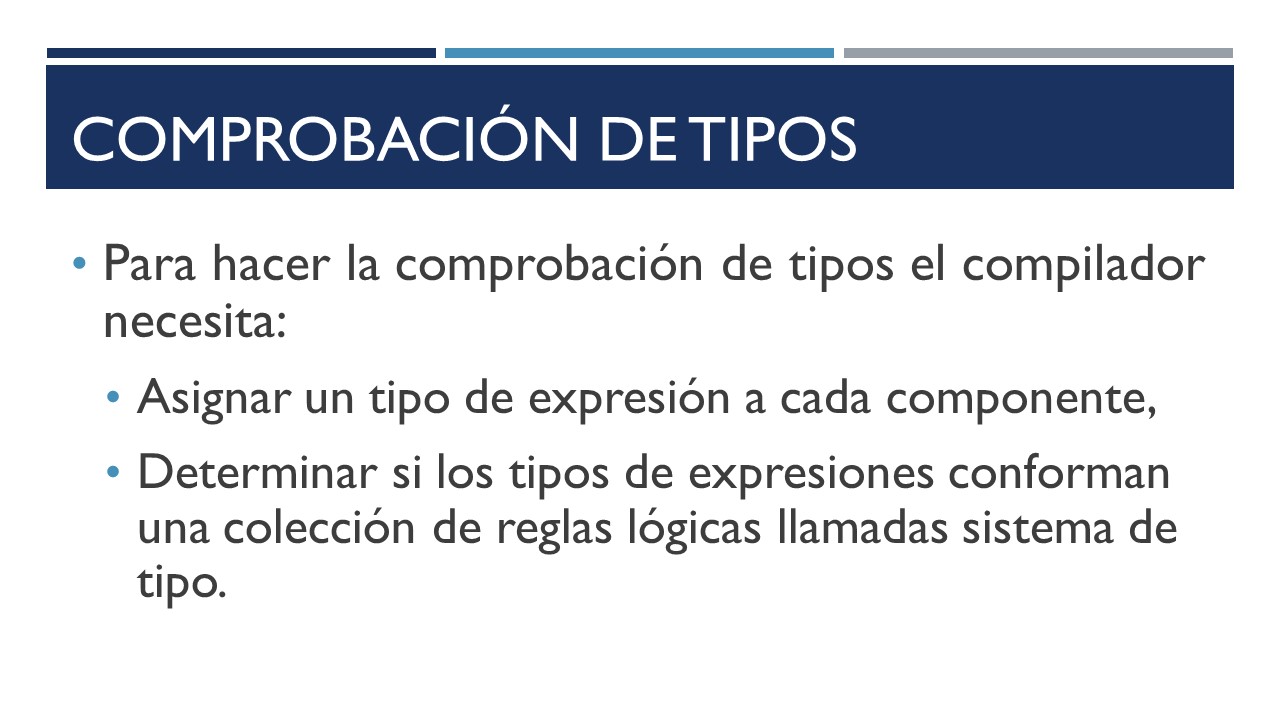 COMPROBACIÓN DE TIPOS
• Para hacer la comprobación de tipos el compilador
necesita:
• Asignar un tipo de expresión a cada componente,
• Determinar si los tipos de expresiones conforman
una colección de reglas lógicas llamadas sistema de
tipo.